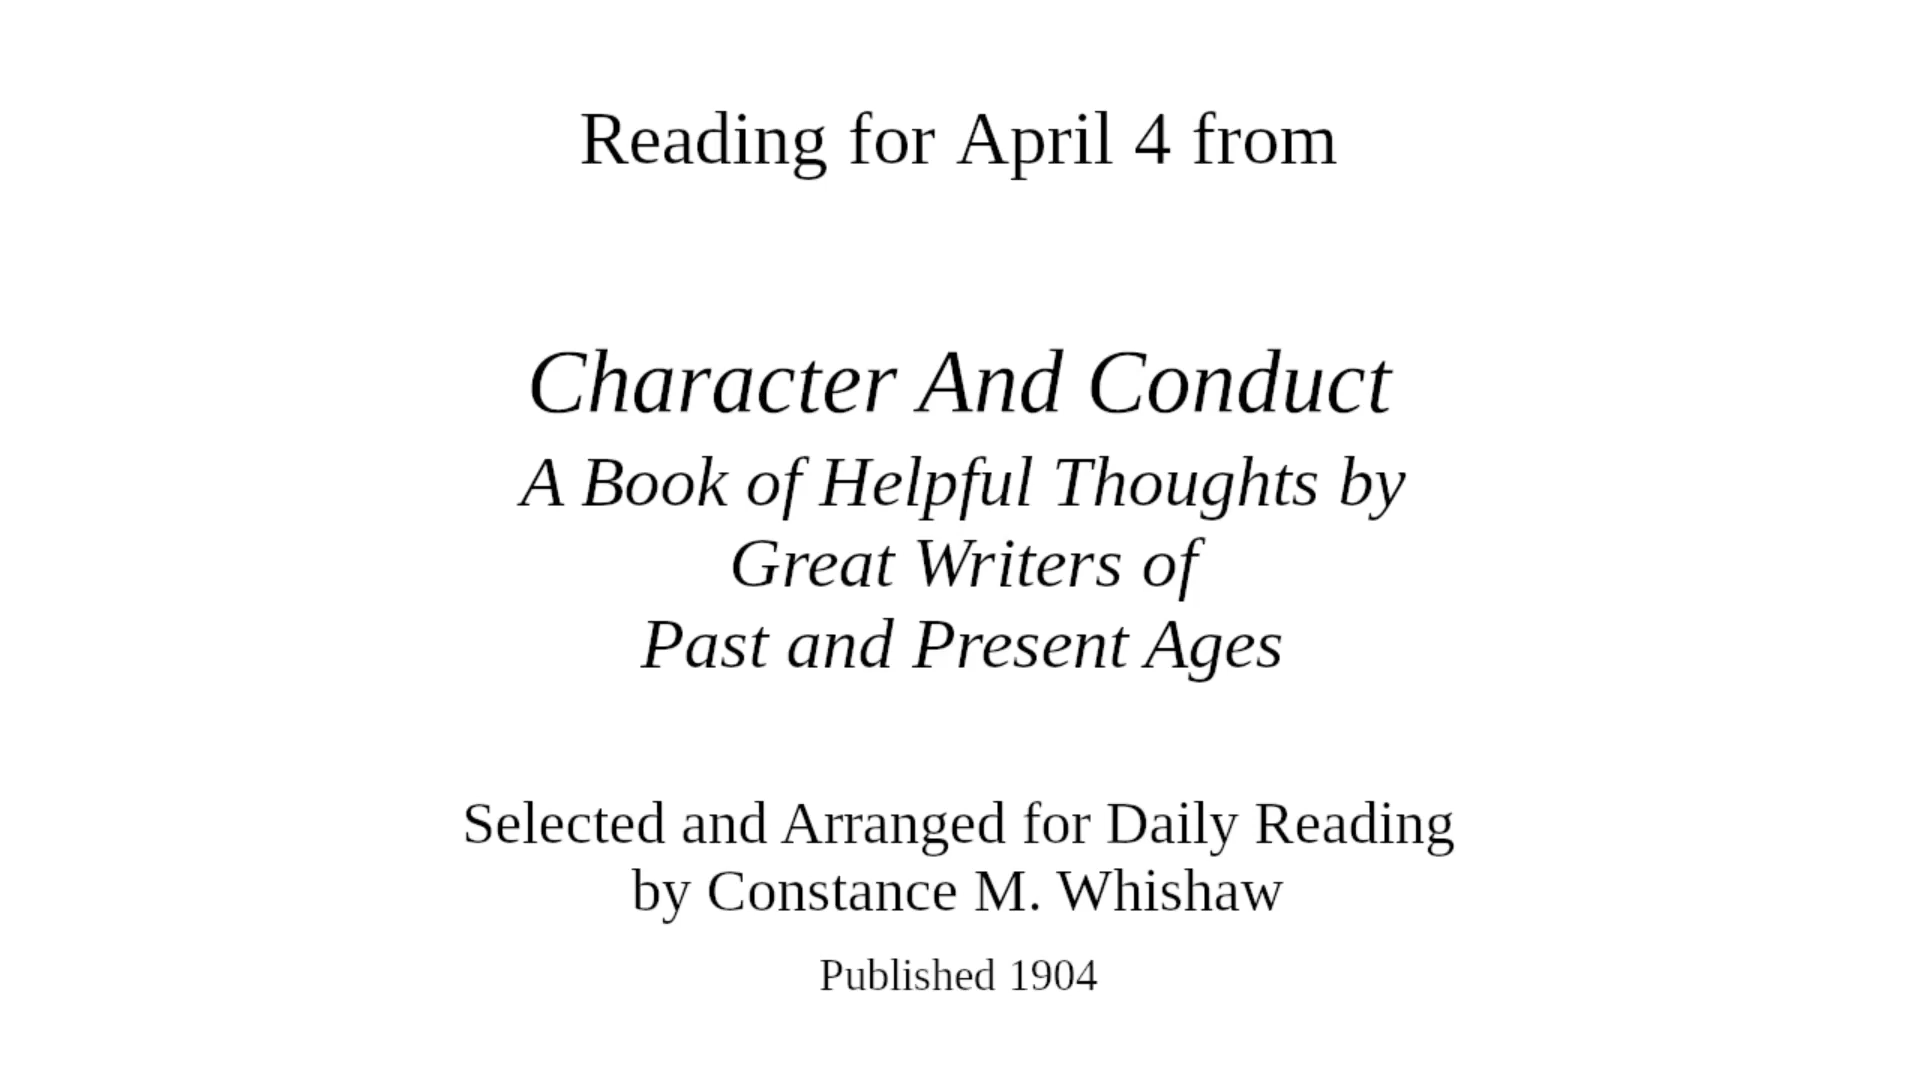 Reading for April 4 from
Character And Conduct
A Book of Helpful Thoughts by
Great Writers of
Past and Present Ages
Selected and Arranged for Daily Reading
by Constance M. Whishaw
Published 1904